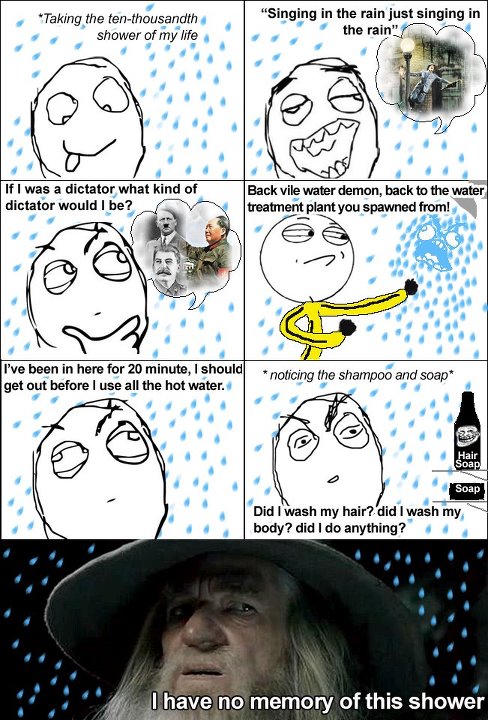 *Taking the ten-thousandth
shower of my life
“Singing in the rain just singing in
the rain”
If I was a dictator what kind of
dictator would I be?
Back vile water demon, back to the water
treatment plant you spawned from!
I've been in here for 20 minute, I should
get out before I use all the hot water.
* noticing the shampoo and soap*
Hair
Soap
Soap
Did I wash my hair? did I wash my
body? did I do anything?
I have no memory of this shower